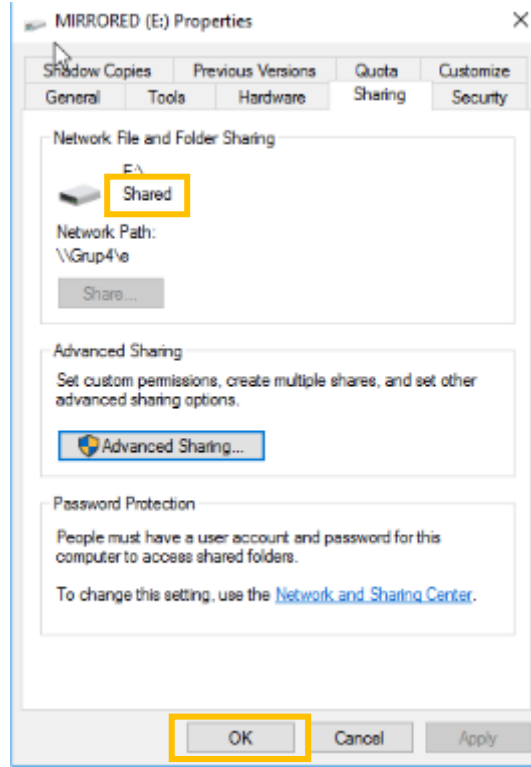 MIRRORED (E:) Properties
Shadow Copies Previous Versions Quota Customize
General Tools Hardware Sharing Security
Network File and Folder Sharing
E:\
Shared
Network Path:
\\Grup4\e
Share...
Advanced Sharing
Set custom permissions, create multiple shares, and set other
advanced sharing options.
Advanced Sharing...
Password Protection
People must have a user account and password for this
computer to access shared folders.
To change this setting, use the Network and Sharing Center.
OK Cancel Apply